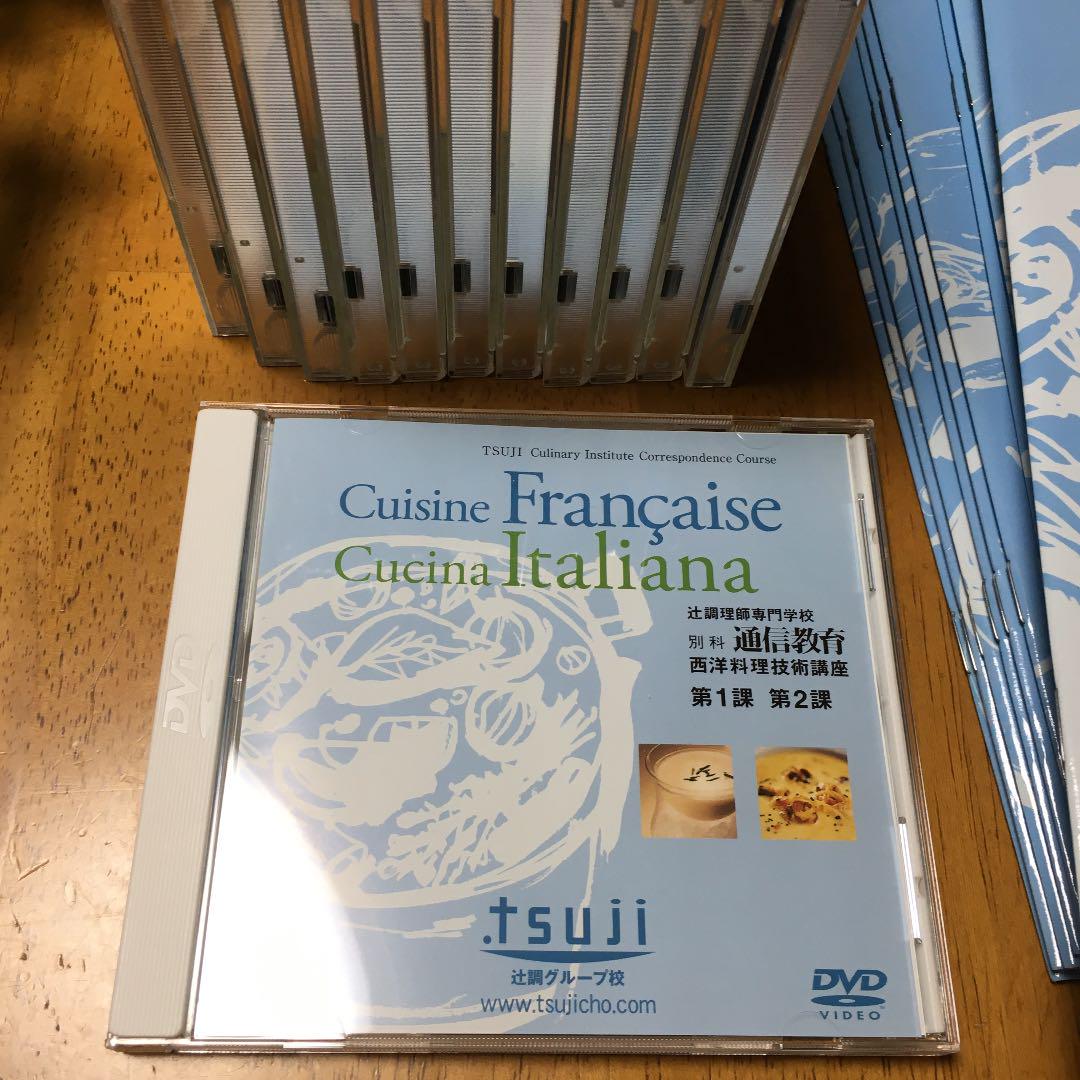 TSUJI Culinary Institute Correspondence Course
Cuisine Française
Cucina Italiana
辻調理師専門学校
別科 通信教育
西洋料理技術講座
第1課 第2課
.tsuji
辻調グループ校
www.tsujicho.com
DVD
VIDEO
DVD